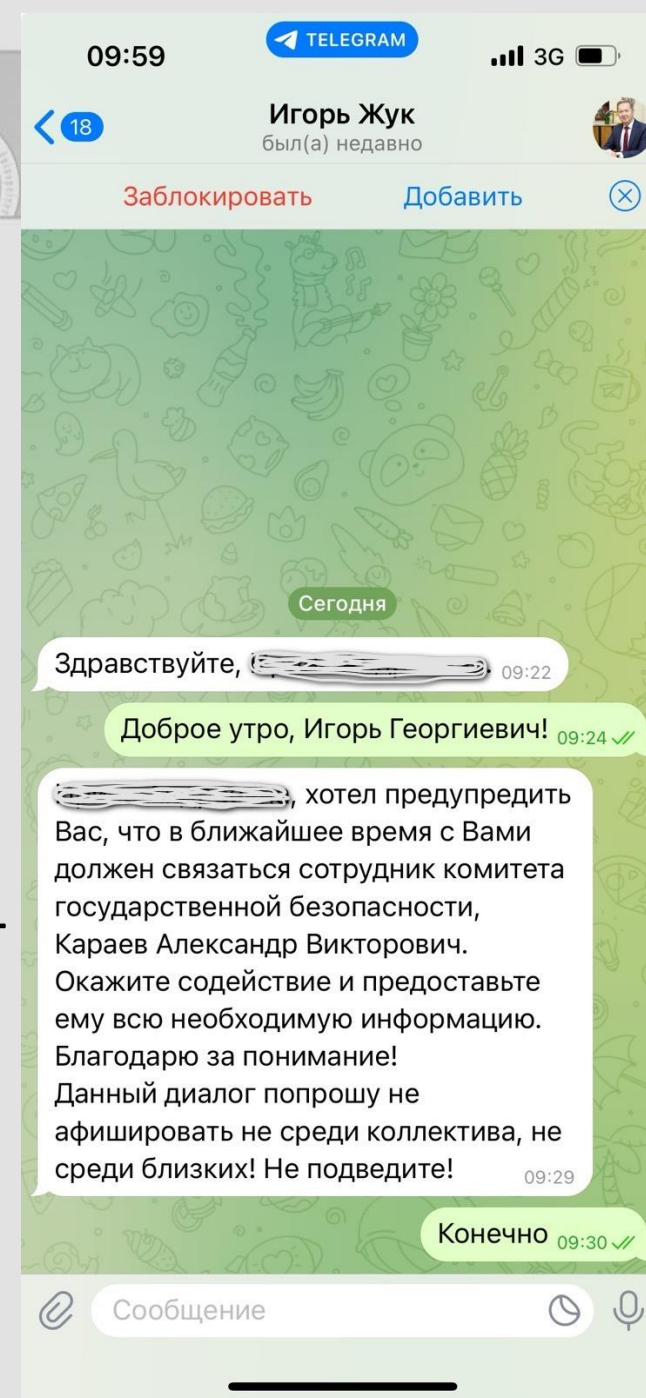 09:59
TELEGRAM
3G
18
Игорь Жук
был(а) недавно
Заблокировать
Добавить
Сегодня
Здравствуйте,
09:22
Доброе утро, Игорь Георгиевич! 09:24
, хотел предупредить
Вас, что в ближайшее время с Вами
должен связаться сотрудник комитета
государственной безопасности,
Караев Александр Викторович.
Окажите содействие и предоставьте
ему всю необходимую информацию.
Благодарю за понимание!
Данный диалог попрошу не
афишировать не среди коллектива, не
среди близких! Не подведите! 09:29
Конечно 09:30
Сообщение